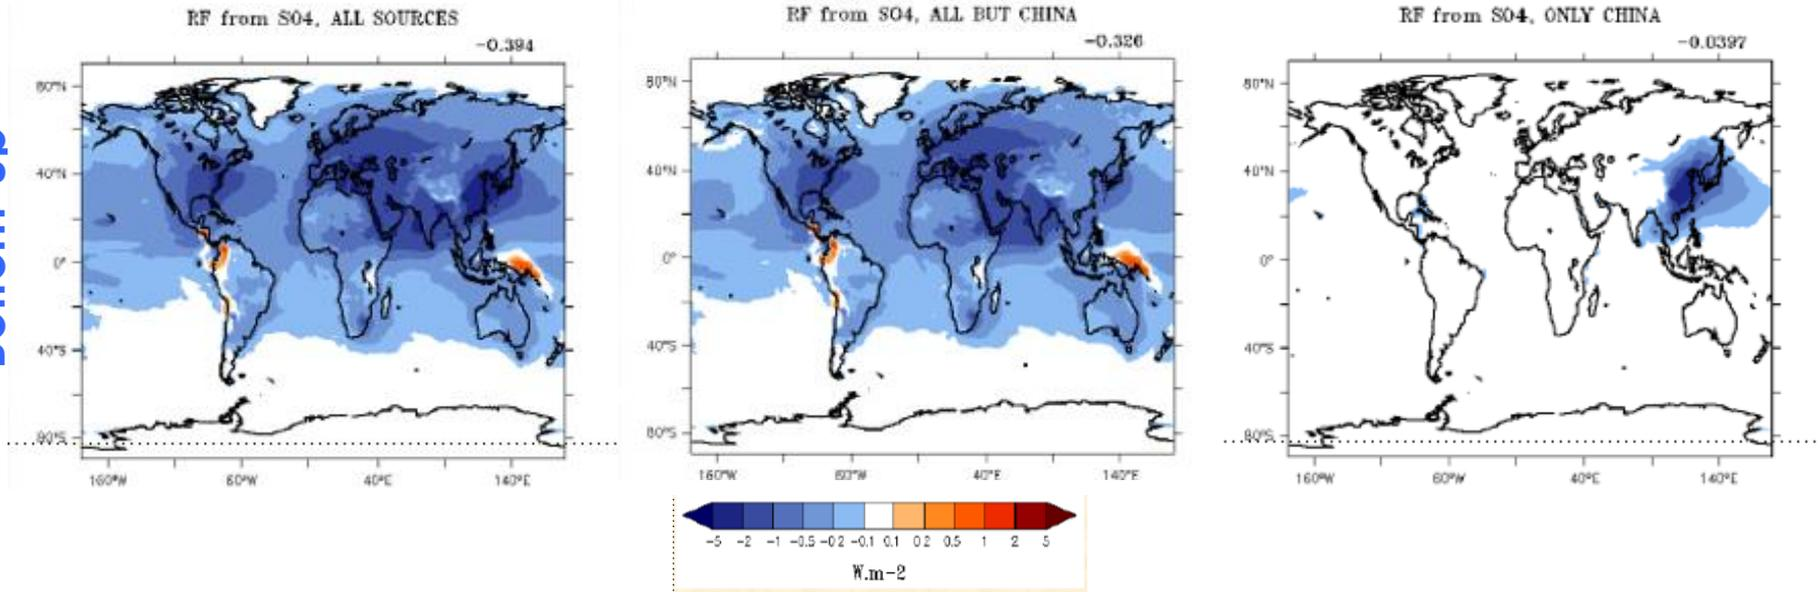 RF from SO4, ALL SOURCES
-0.394
80°N
40°N
0°
40°S
80°S
160°W
60°W
40°E
140°E
RF from SO4, ALL BUT CHINA
-0.326
80°N
40°N
0°
40°S
80°S
160°W
60°W
40°E
140°E
RF from SO4, ONLY CHINA
-0.0397
80°N
40°N
0°
40°S
80°S
160°W
60°W
40°E
140°E
-5 -2 -1 -0.5 -0.2 -0.1 0.1 0.2 0.5 1 2 5
W.m-2